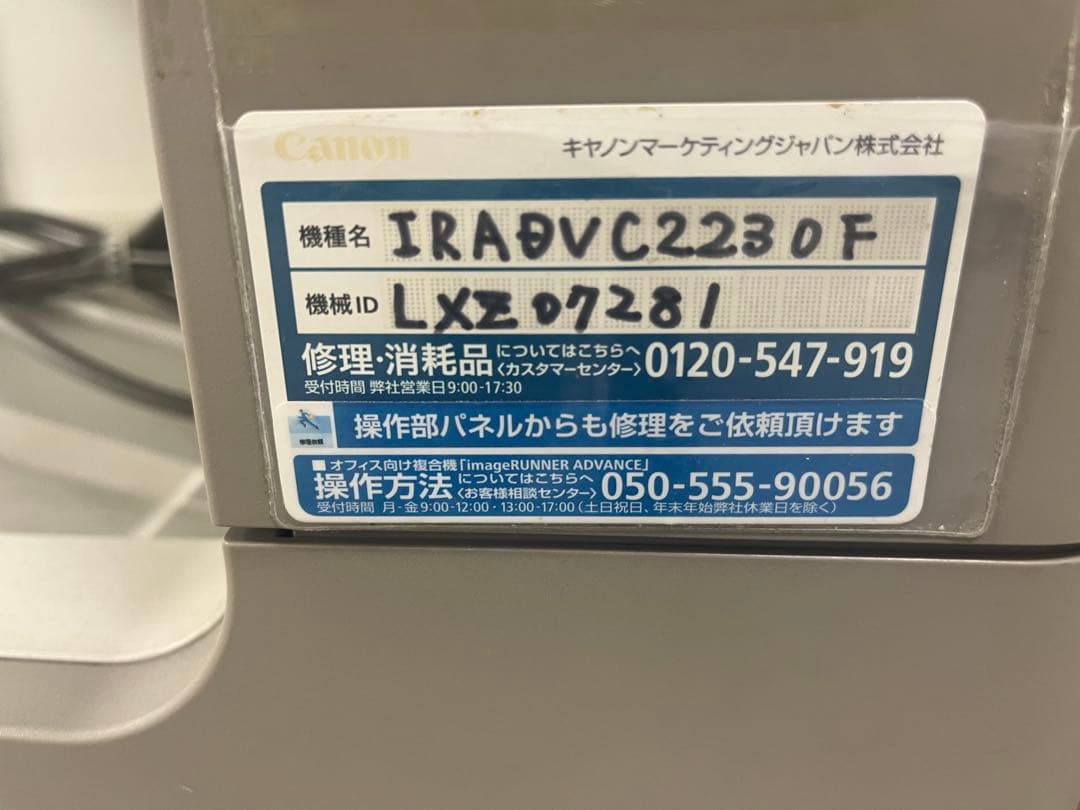 Canon
キヤノンマーケティングジャパン株式会社
機種名 IRADVC2230F
機械ID LXZ07281
修理・消耗品についてはこちらへ〈カスタマーセンター〉0120-547-919
受付時間 弊社営業日9:00-17:30
修理依頼
操作部パネルからも修理をご依頼頂けます
■ オフィス向け複合機「imageRUNNER ADVANCE」
操作方法についてはこちらへ〈お客様相談センター〉050-555-90056
受付時間 月-金9:00-12:00・13:00-17:00(土日祝日、年末年始弊社休業日を除く)